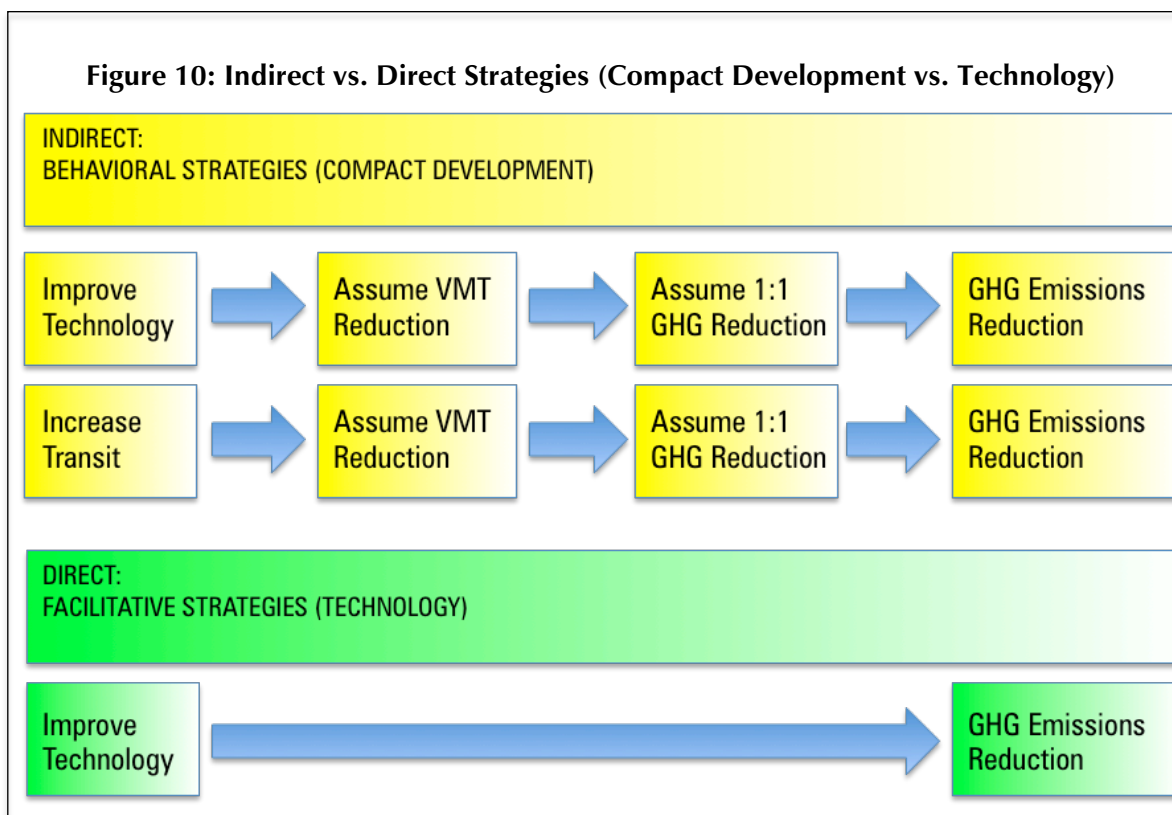 Figure 10: Indirect vs. Direct Strategies (Compact Development vs. Technology)
INDIRECT:
BEHAVIORAL STRATEGIES (COMPACT DEVELOPMENT)
Improve
Technology
Assume VMT
Reduction
Assume 1:1
GHG Reduction
GHG Emissions
Reduction
Increase
Transit
Assume VMT
Reduction
Assume 1:1
GHG Reduction
GHG Emissions
Reduction
DIRECT:
FACILITATIVE STRATEGIES (TECHNOLOGY)
Improve
Technology
GHG Emissions
Reduction